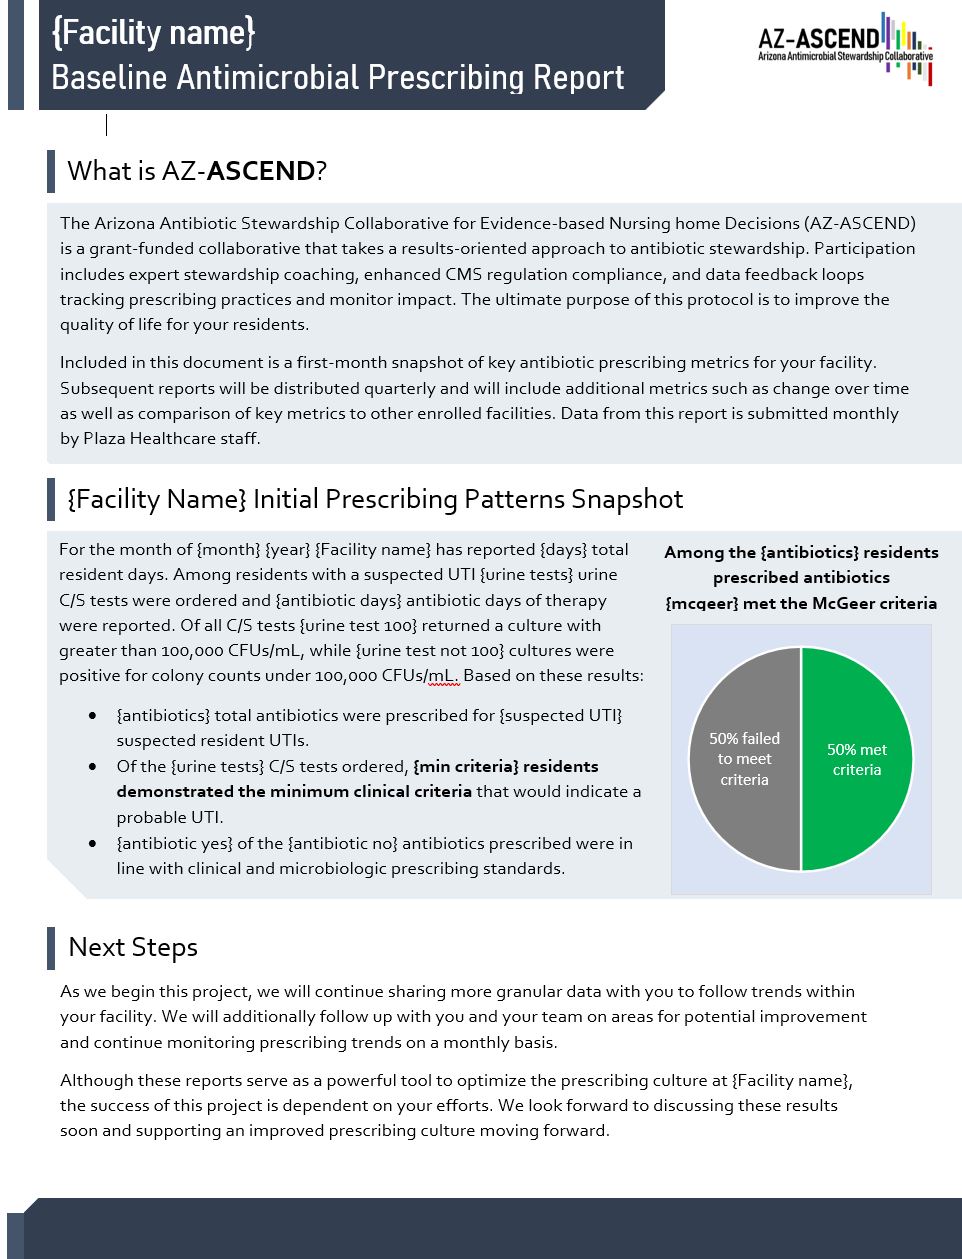 {Facility name}
Baseline Antimicrobial Prescribing Report
AZ-ASCEND
Arizona Antimicrobial Stewardship Collaborative
What is AZ-ASCEND?
The Arizona Antibiotic Stewardship Collaborative for Evidence-based Nursing home Decisions (AZ-ASCEND)
is a grant-funded collaborative that takes a results-oriented approach to antibiotic stewardship. Participation
includes expert stewardship coaching, enhanced CMS regulation compliance, and data feedback loops
tracking prescribing practices and monitor impact. The ultimate purpose of this protocol is to improve the
quality of life for your residents.
Included in this document is a first-month snapshot of key antibiotic prescribing metrics for your facility.
Subsequent reports will be distributed quarterly and will include additional metrics such as change over time
as well as comparison of key metrics to other enrolled facilities. Data from this report is submitted monthly
by Plaza Healthcare staff.
{Facility Name} Initial Prescribing Patterns Snapshot
For the month of {month} {year} {Facility name} has reported {days} total
resident days. Among residents with a suspected UTI {urine tests} urine
C/S tests were ordered and {antibiotic days} antibiotic days of therapy
were reported. Of all C/S tests {urine test 100} returned a culture with
greater than 100,000 CFUs/mL, while {urine test not 100} cultures were
positive for colony counts under 100,000 CFUs/mL. Based on these results:
• {antibiotics} total antibiotics were prescribed for {suspected UTI}
suspected resident UTIs.
• Of the {urine tests} C/S tests ordered, {min criteria} residents
demonstrated the minimum clinical criteria that would indicate a
probable UTI.
• {antibiotic yes} of the {antibiotic no} antibiotics prescribed were in
line with clinical and microbiologic prescribing standards.
Among the {antibiotics} residents
prescribed antibiotics
{mcgeer} met the McGeer criteria
50% failed
to meet
criteria
50% met
criteria
Next Steps
As we begin this project, we will continue sharing more granular data with you to follow trends within
your facility. We will additionally follow up with you and your team on areas for potential improvement
and continue monitoring prescribing trends on a monthly basis.
Although these reports serve as a powerful tool to optimize the prescribing culture at {Facility name},
the success of this project is dependent on your efforts. We look forward to discussing these results
soon and supporting an improved prescribing culture moving forward.